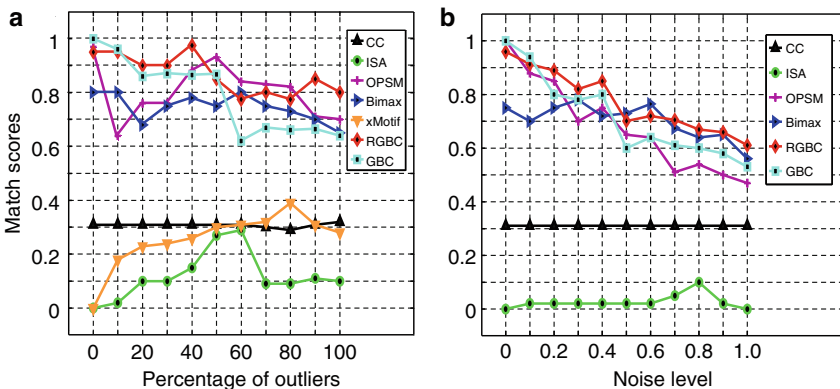 a
Match scores
1
0.8
0.6
0.4
0.2
0
0 20 40 60 80 100
Percentage of outliers
CC
ISA
OPSM
Bimax
xMotif
RGBC
GBC
b
1
0.8
0.6
0.4
0.2
0
0 0.2 0.4 0.6 0.8 1.0
Noise level
CC
ISA
OPSM
Bimax
RGBC
GBC